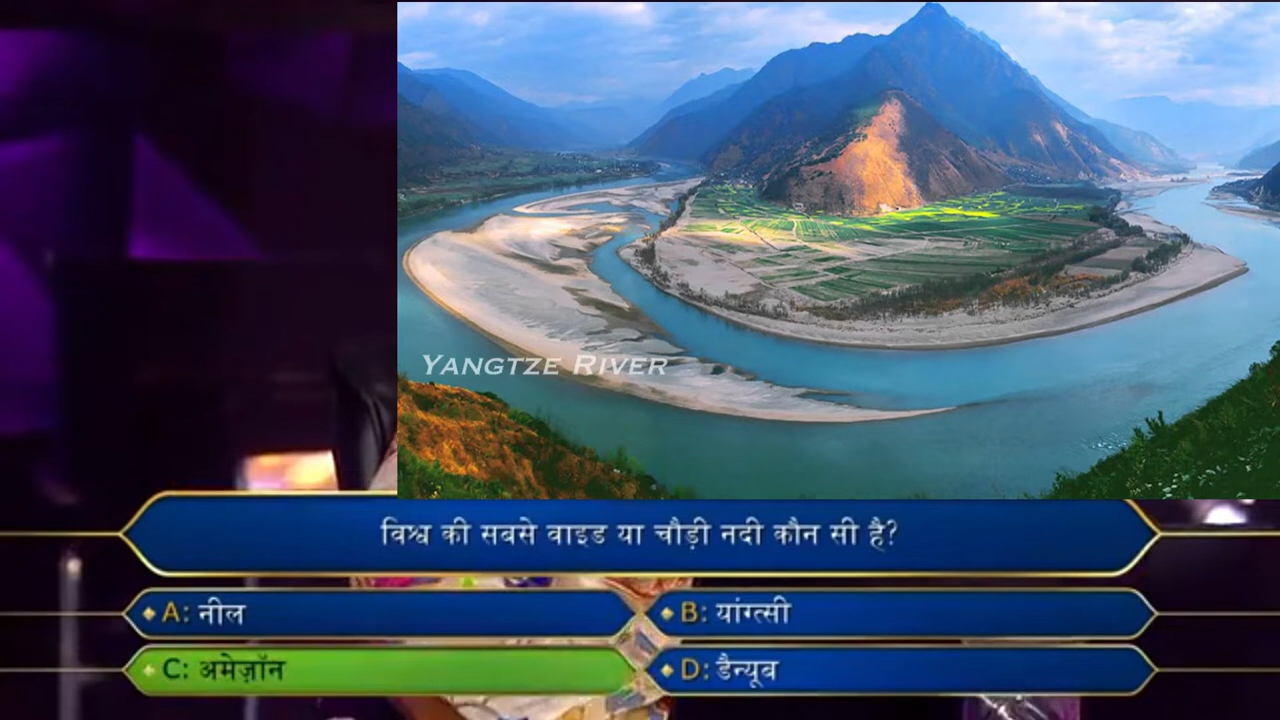 YANGTZE RIVER
विश्व की सबसे वाइड या चौड़ी नदी कौन सी है?
A: नील
B: यांग्त्सी
C: अमेज़ॉन
D: डैन्यूब